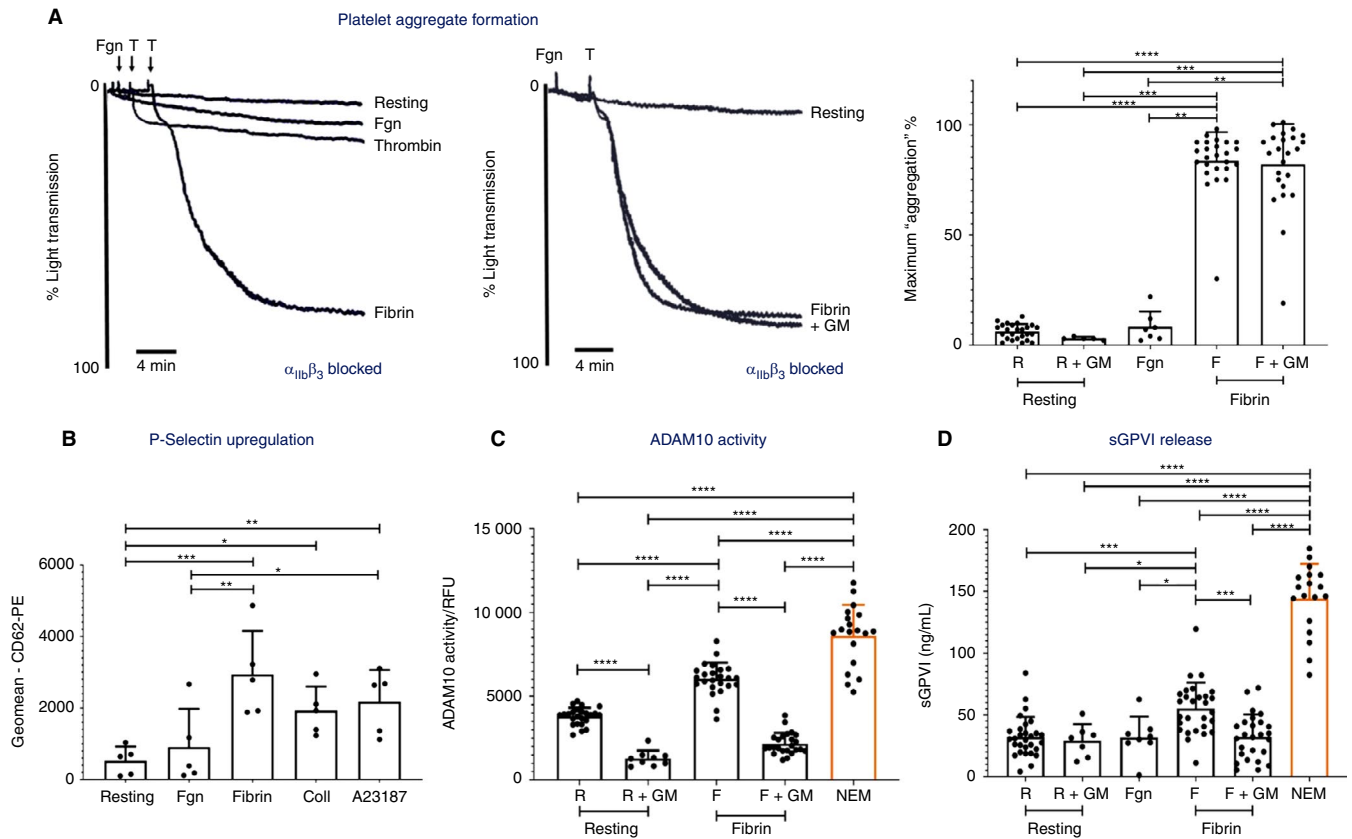 A
Platelet aggregate formation
Fgn T T
0
Resting
Fgn
Thrombin
Fibrin
% Light transmission
100
4 min
αIIbβ3 blocked
Fgn T
0
Resting
Fibrin
+ GM
% Light transmission
100
4 min
αIIbβ3 blocked
****
***
**
***
****
**
Maximum “aggregation” %
100
50
0
R R + GM Fgn F F + GM
Resting Fibrin
B
P-Selectin upregulation
**
*
***
*
**
Geomean - CD62-PE
6000
4000
2000
0
Resting Fgn Fibrin Coll A23187
C
ADAM10 activity
****
****
****
**** ****
****
****
****
ADAM10 activity/RFU
15 000
10 000
5000
0
R R + GM F F + GM NEM
Resting Fibrin
D
sGPVI release
****
****
****
****
****
***
*
*
***
sGPVI (ng/mL)
200
150
100
50
0
R R + GM Fgn F F + GM NEM
Resting Fibrin